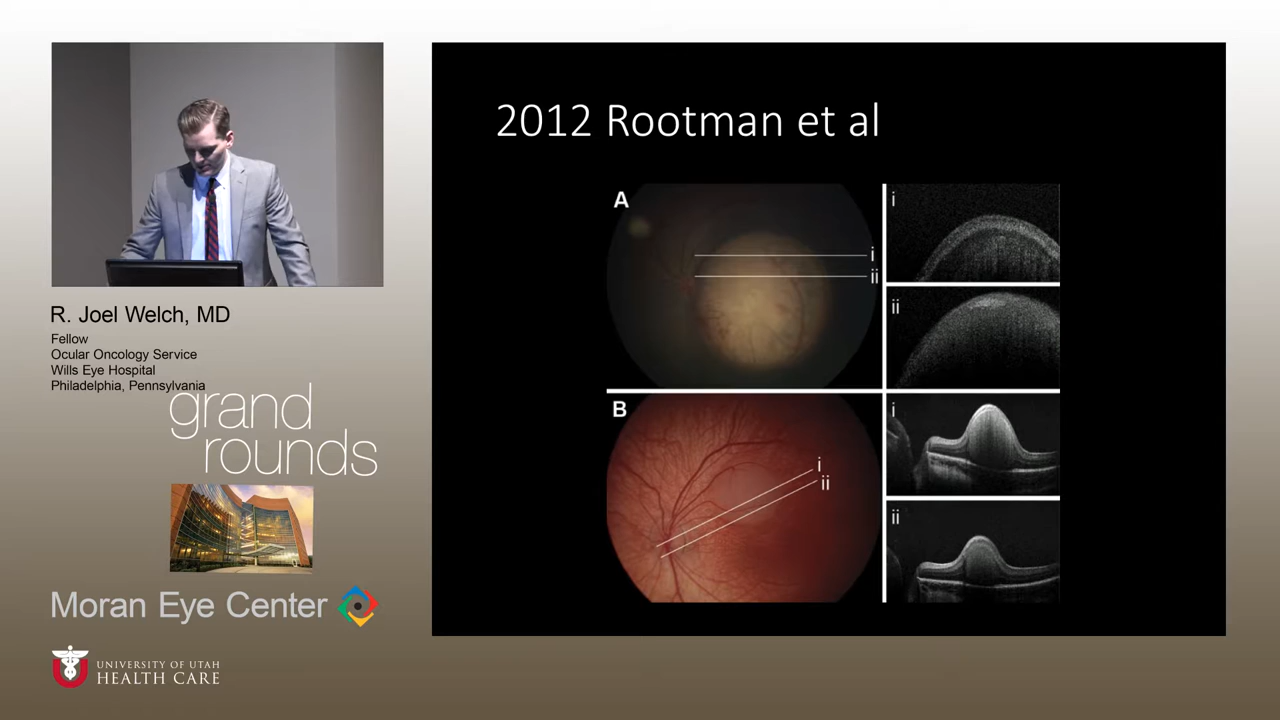 2012 Rootman et al
A
i
ii
i
ii
B
i
ii
i
ii
R. Joel Welch, MD
Fellow
Ocular Oncology Service
Wills Eye Hospital
Philadelphia, Pennsylvania
grand
rounds
Moran Eye Center
U
UNIVERSITY OF UTAH
HEALTH CARE